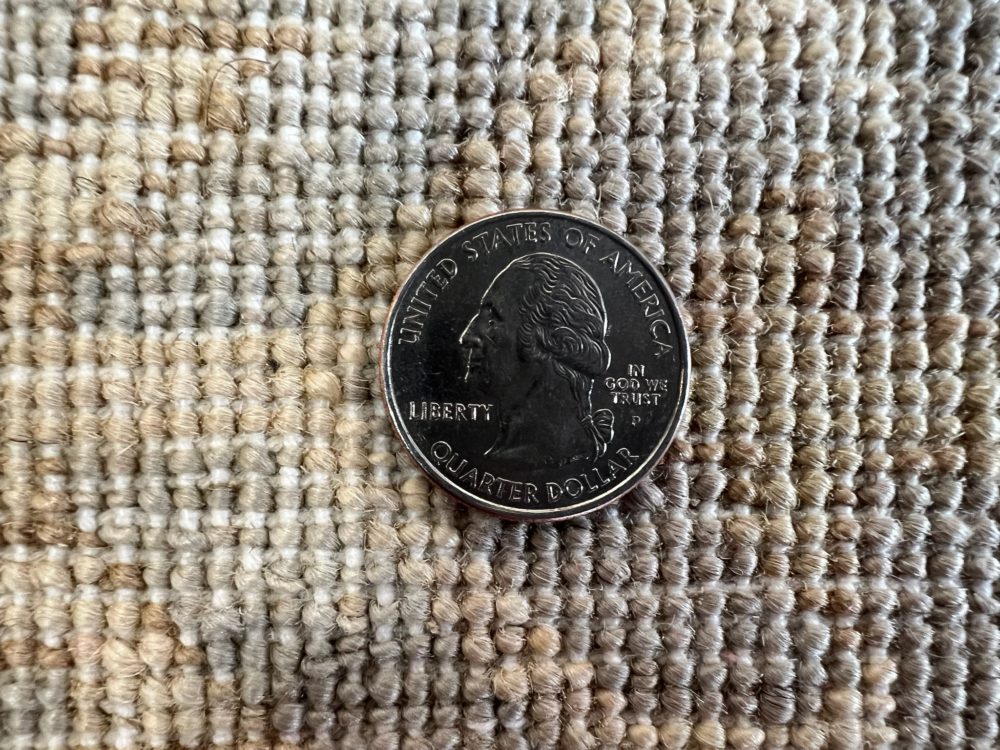 UNITED STATES OF AMERICA
LIBERTY
IN
GOD WE
TRUST
P
QUARTER DOLLAR